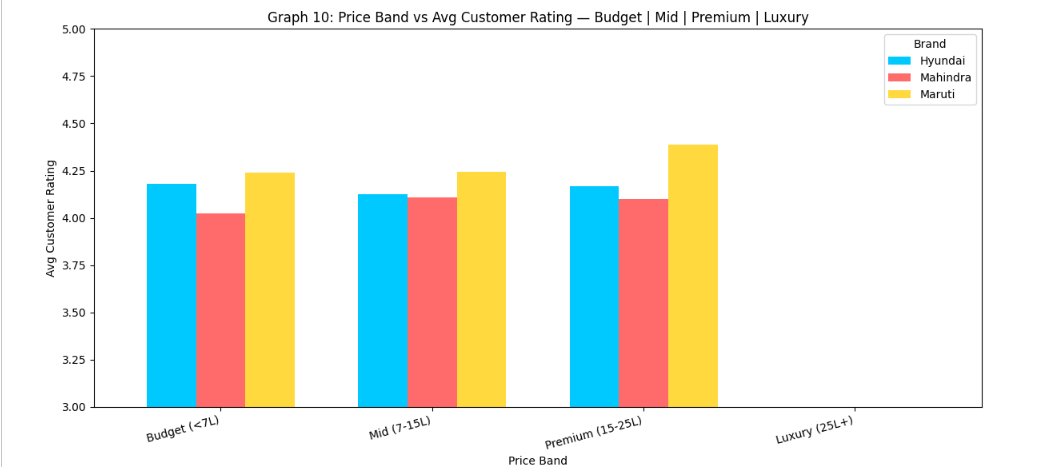 Graph 10: Price Band vs Avg Customer Rating — Budget | Mid | Premium | Luxury
5.00
4.75
4.50
4.25
4.00
3.75
3.50
3.25
3.00
Avg Customer Rating
Brand
Hyundai
Mahindra
Maruti
Budget (<7L)
Mid (7-15L)
Premium (15-25L)
Luxury (25L+)
Price Band